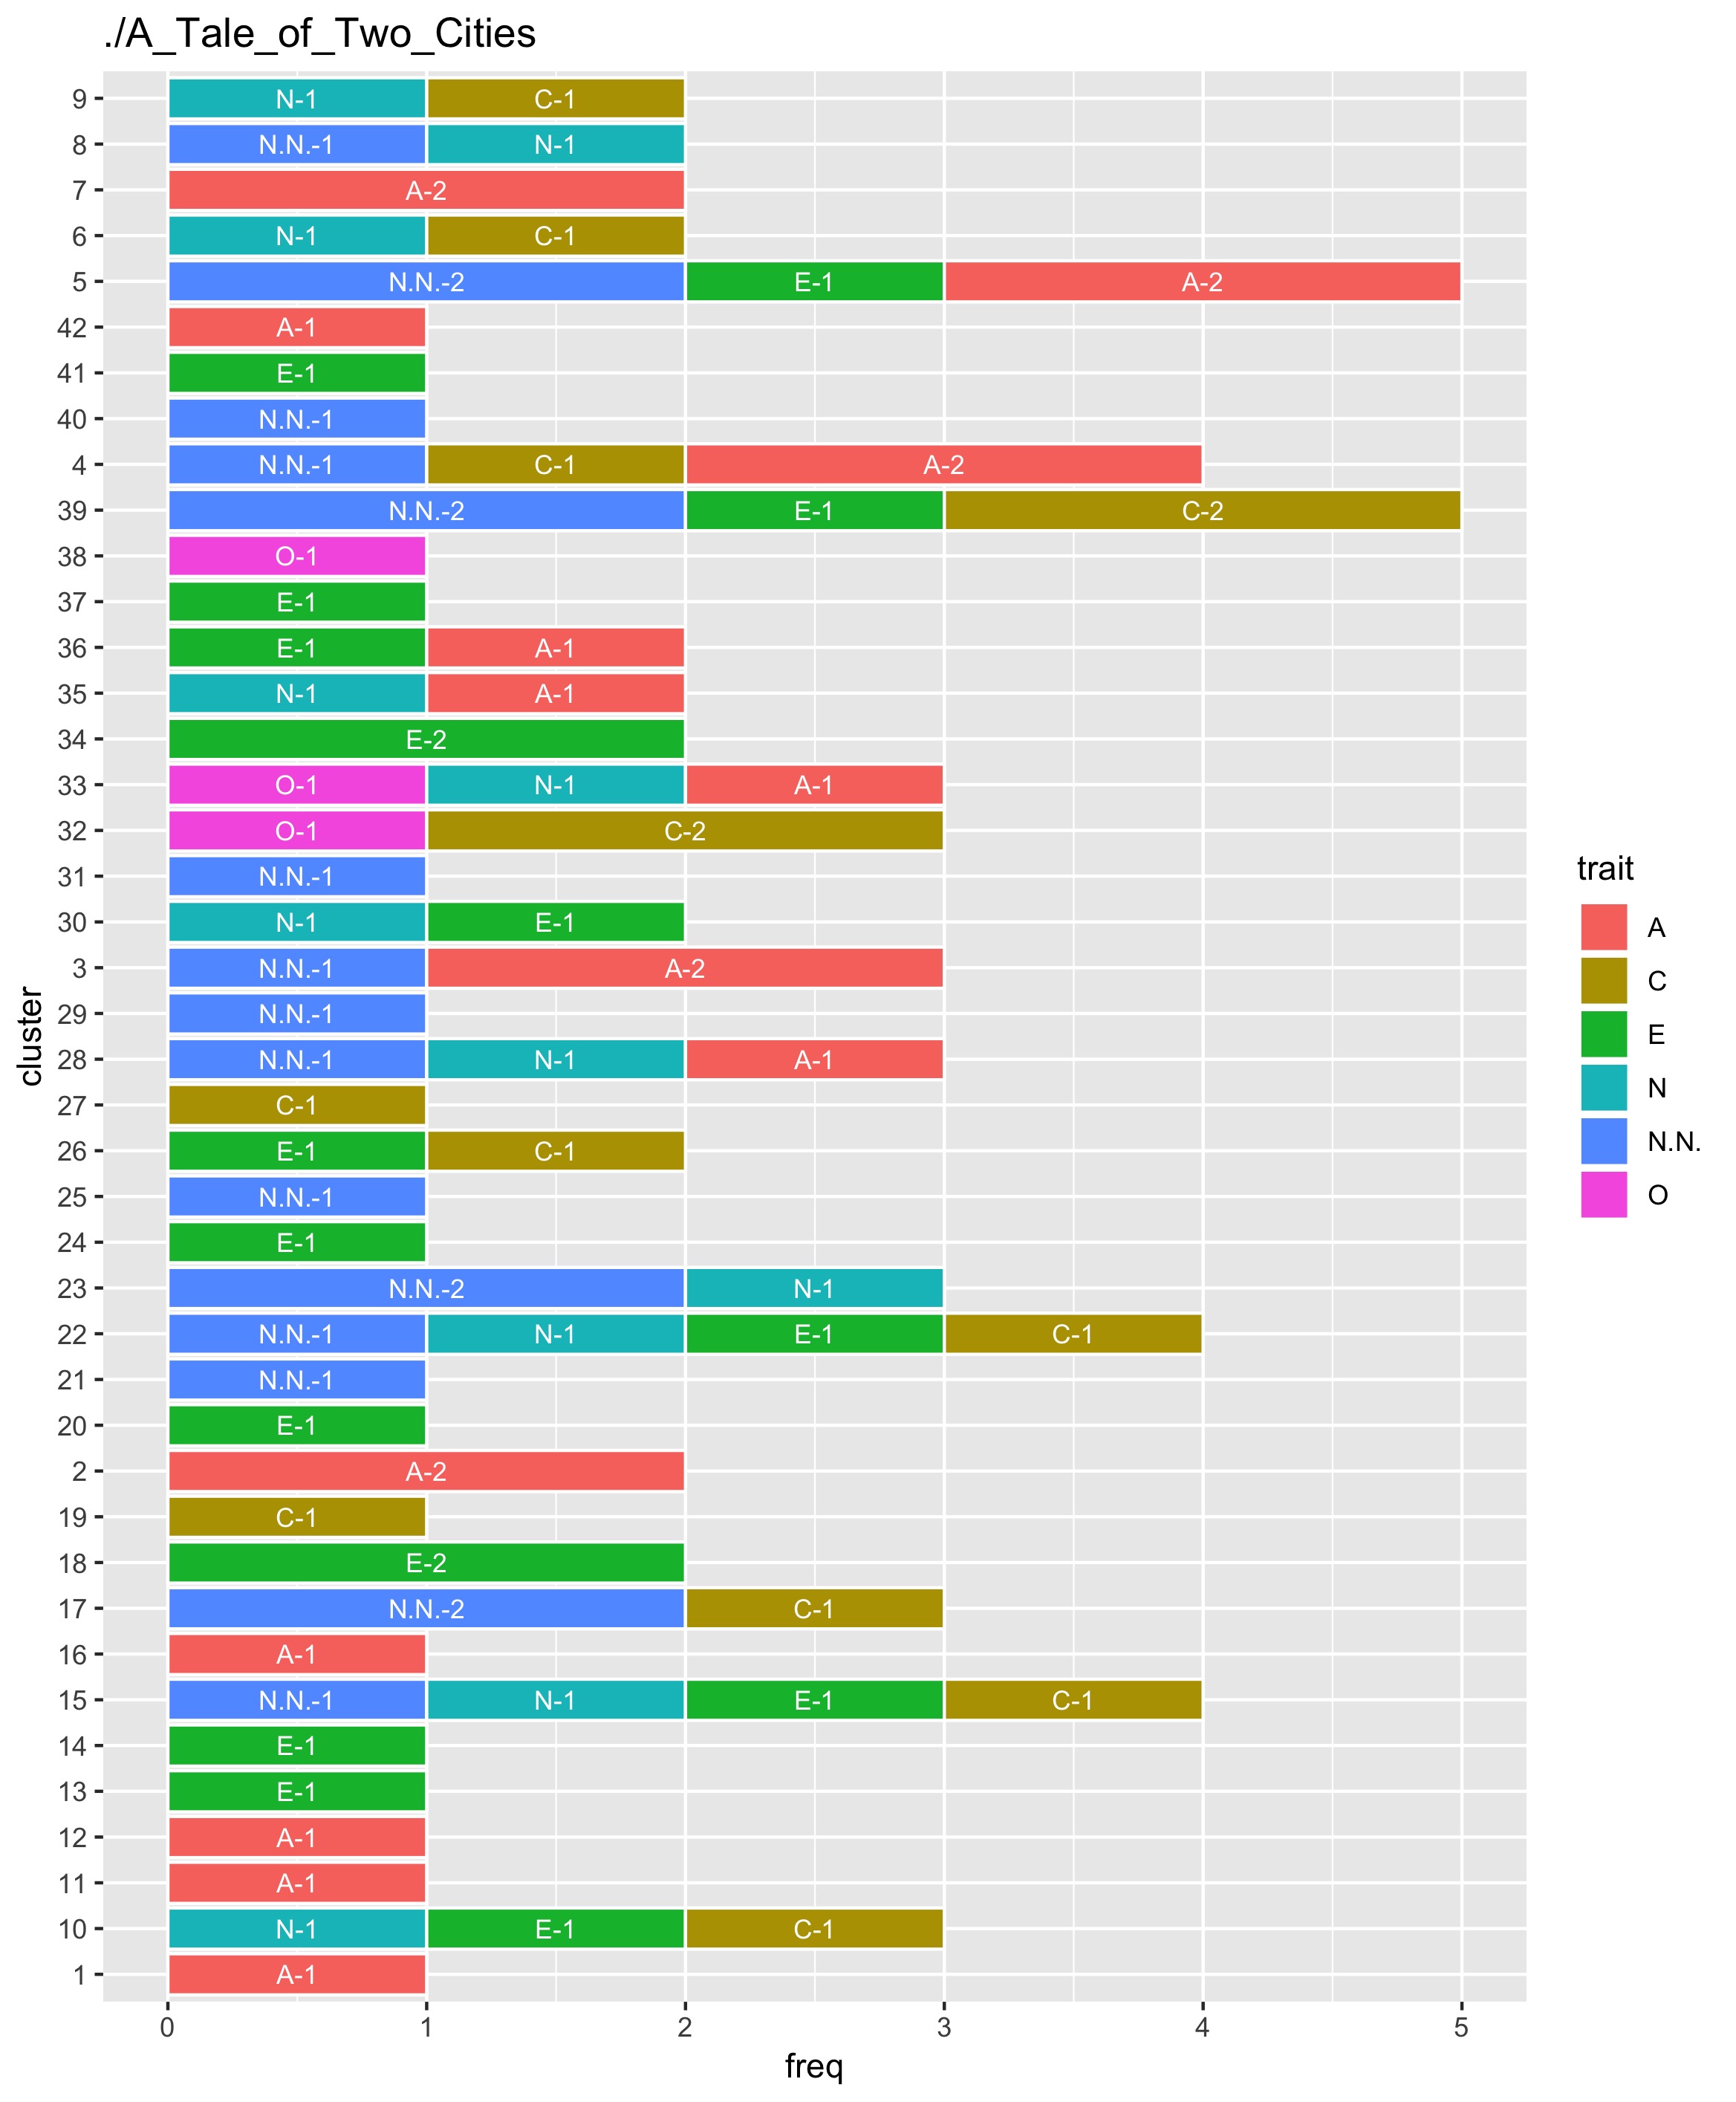 ./A_Tale_of_Two_Cities
9 N-1 C-1
8 N.N.-1 N-1
7 A-2
6 N-1 C-1
5 N.N.-2 E-1 A-2
42 A-1
41 E-1
40 N.N.-1
4 N.N.-1 C-1 A-2
39 N.N.-2 E-1 C-2
38 O-1
37 E-1
36 E-1 A-1
35 N-1 A-1
34 E-2
33 O-1 N-1 A-1
32 O-1 C-2
31 N.N.-1
30 N-1 E-1
3 N.N.-1 A-2
29 N.N.-1
28 N.N.-1 N-1 A-1
27 C-1
26 E-1 C-1
25 N.N.-1
24 E-1
23 N.N.-2 N-1
22 N.N.-1 N-1 E-1 C-1
21 N.N.-1
20 E-1
2 A-2
19 C-1
18 E-2
17 N.N.-2 C-1
16 A-1
15 N.N.-1 N-1 E-1 C-1
14 E-1
13 E-1
12 A-1
11 A-1
10 N-1 E-1 C-1
1 A-1
0 1 2 3 4 5
freq
cluster
trait
A
C
E
N
N.N.
O